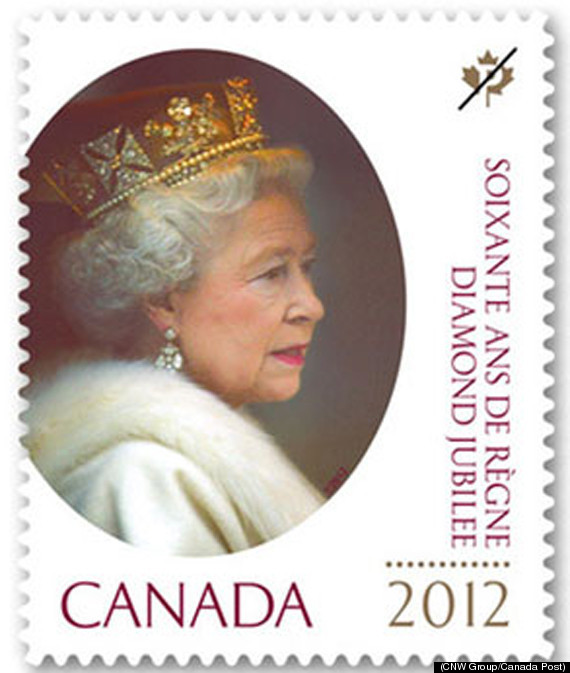 P
SOIXANTE ANS DE RÈGNE
DIAMOND JUBILEE
CANADA
2012
(CNW Group/Canada Post)